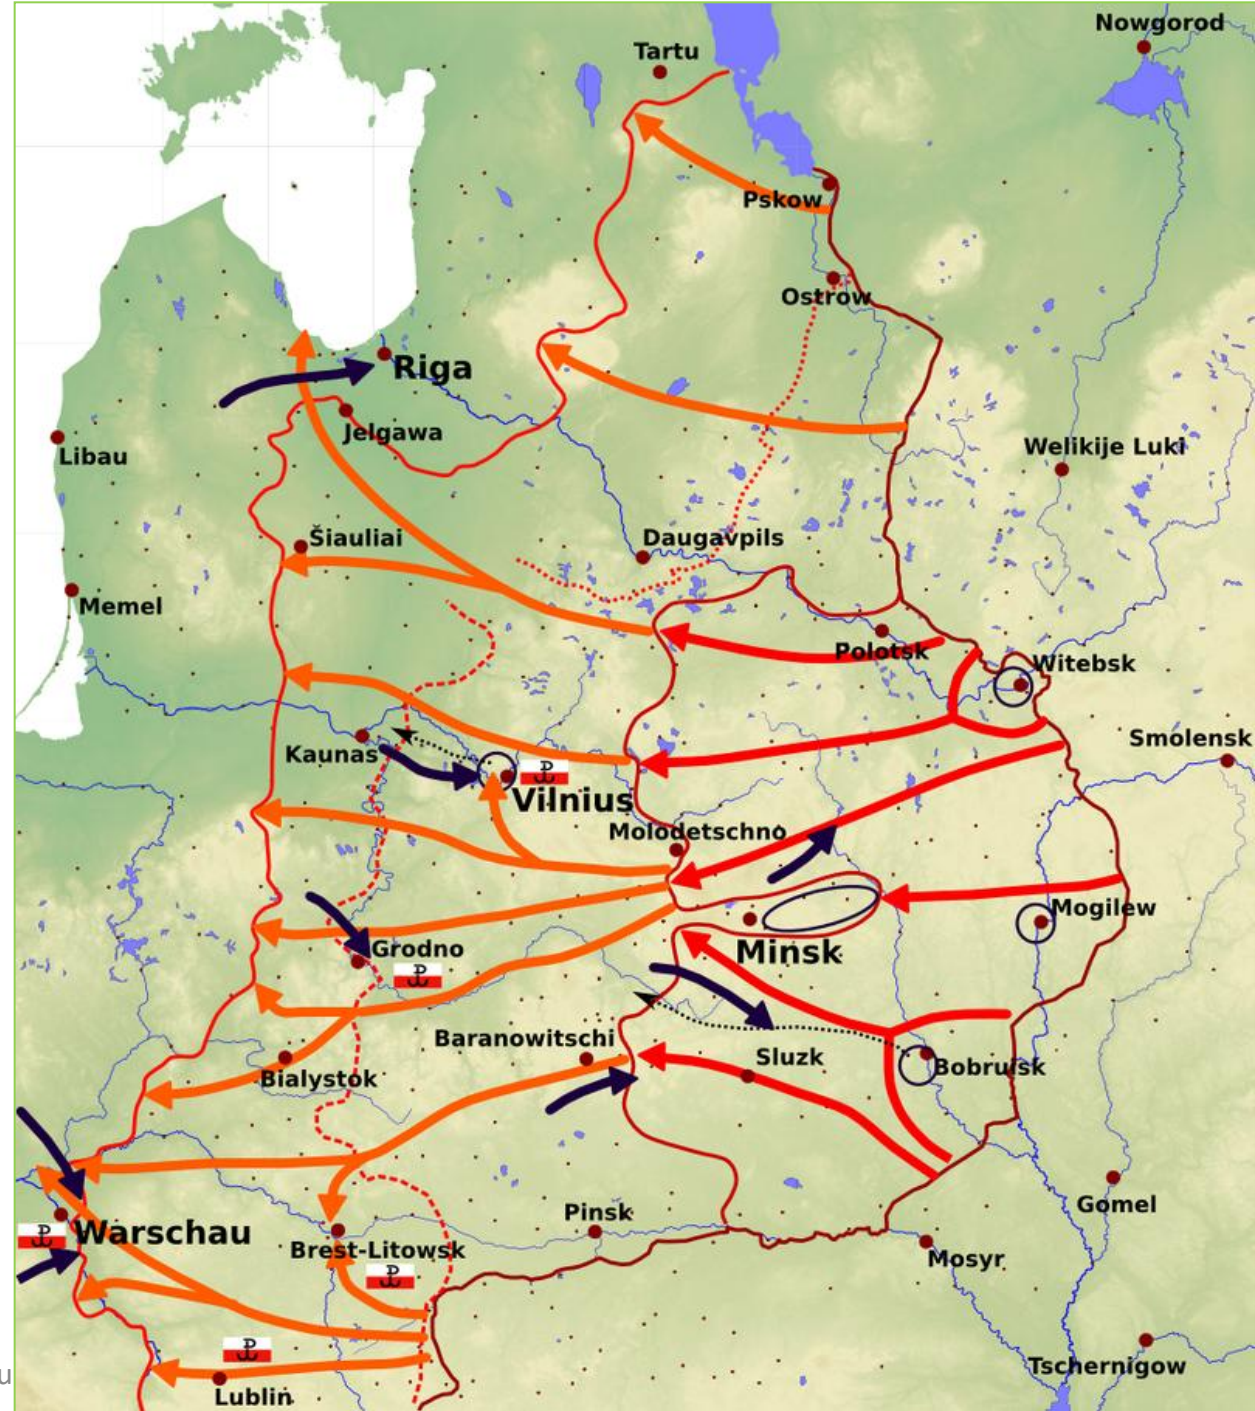 Nowgorod
Tartu
Pskow
Ostrow
Riga
Jelgawa
Libau
Welikije Luki
Šiauliai
Daugavpils
Memel
Polotsk
Witebsk
Smolensk
Kaunas
Vilnius
Molodetschno
Mogilew
Grodno
Minsk
Baranowitschi
Sluzk
Bobruisk
Bialystok
Gomel
Warschau
Pinsk
Brest-Litowsk
Mosyr
Tschernigow
u
Lublin